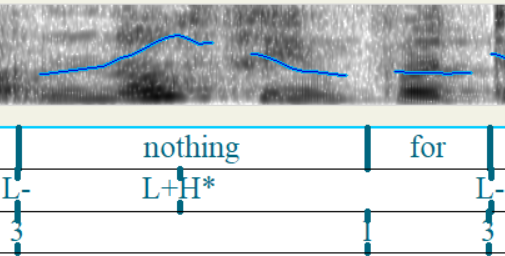 nothing for
L- L+H* L-
3 1 3